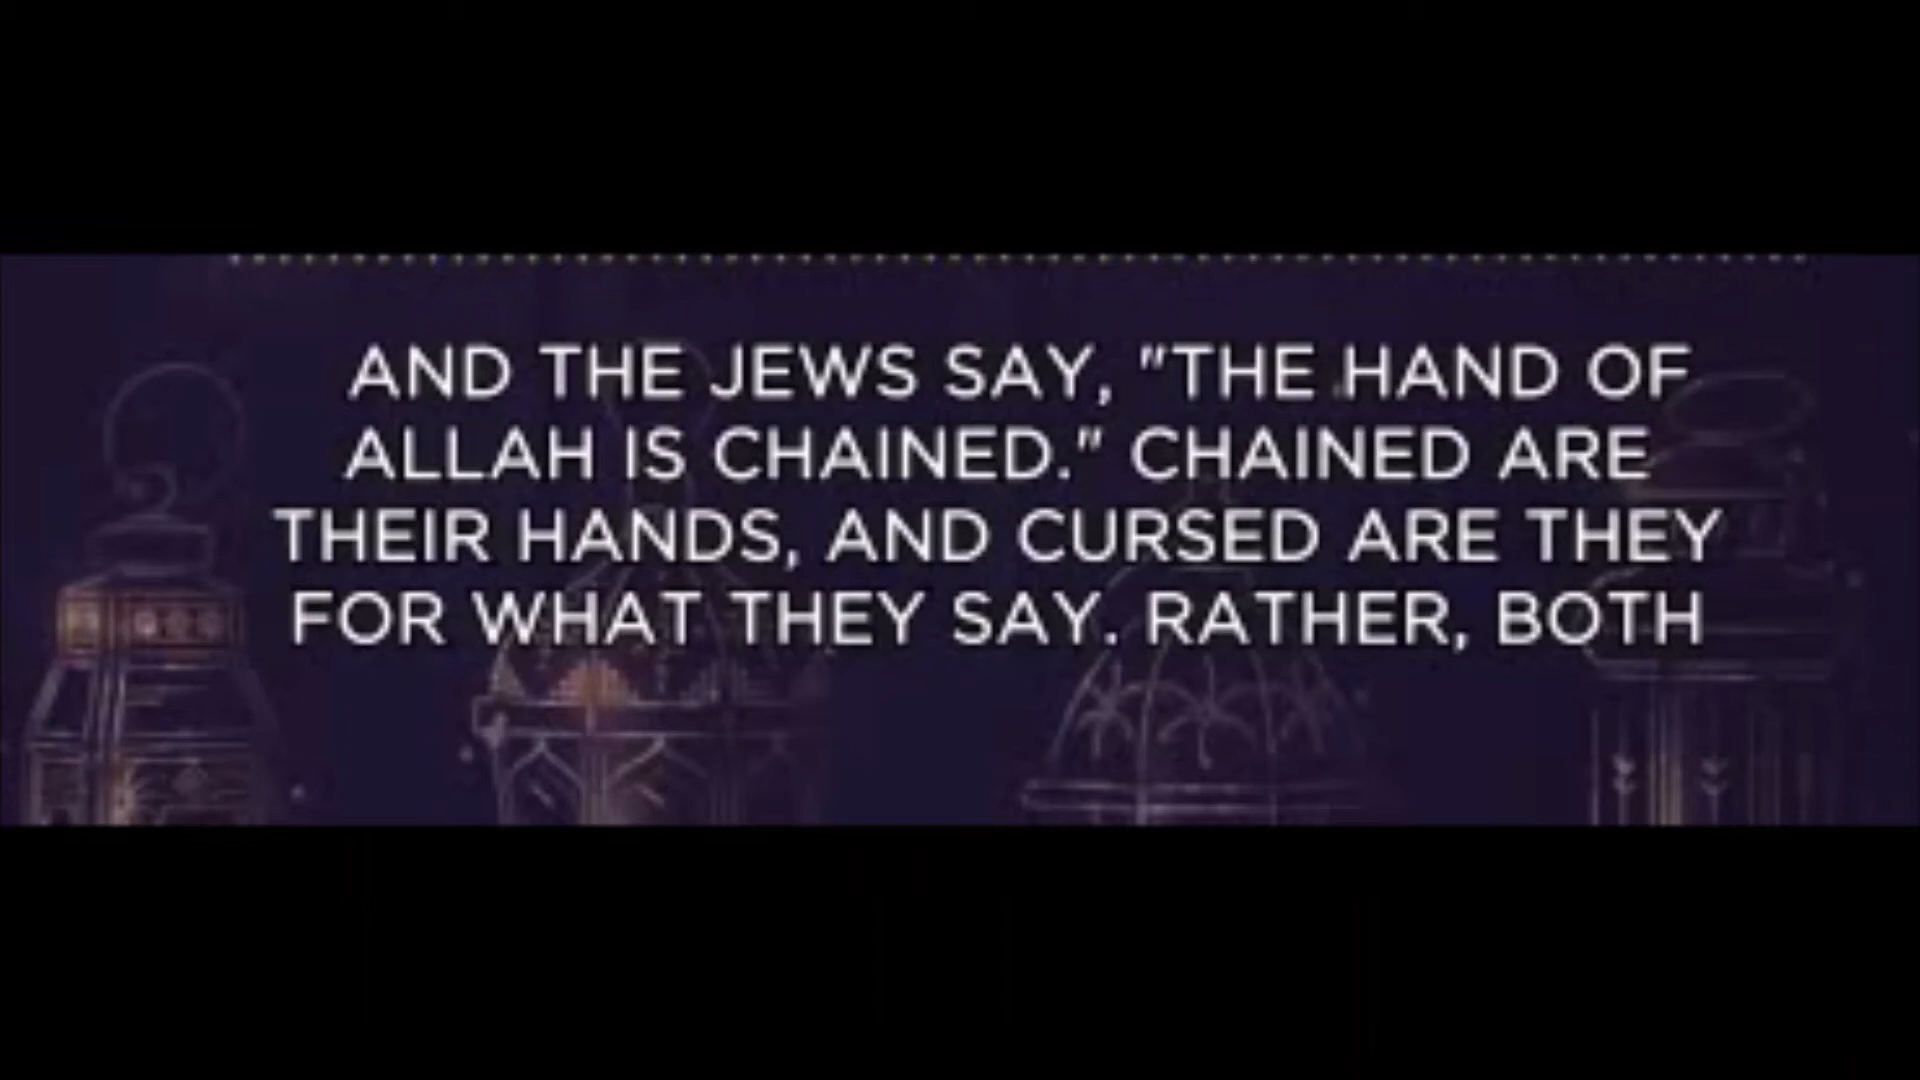 AND THE JEWS SAY, "THE HAND OF
ALLAH IS CHAINED." CHAINED ARE
THEIR HANDS, AND CURSED ARE THEY
FOR WHAT THEY SAY. RATHER, BOTH